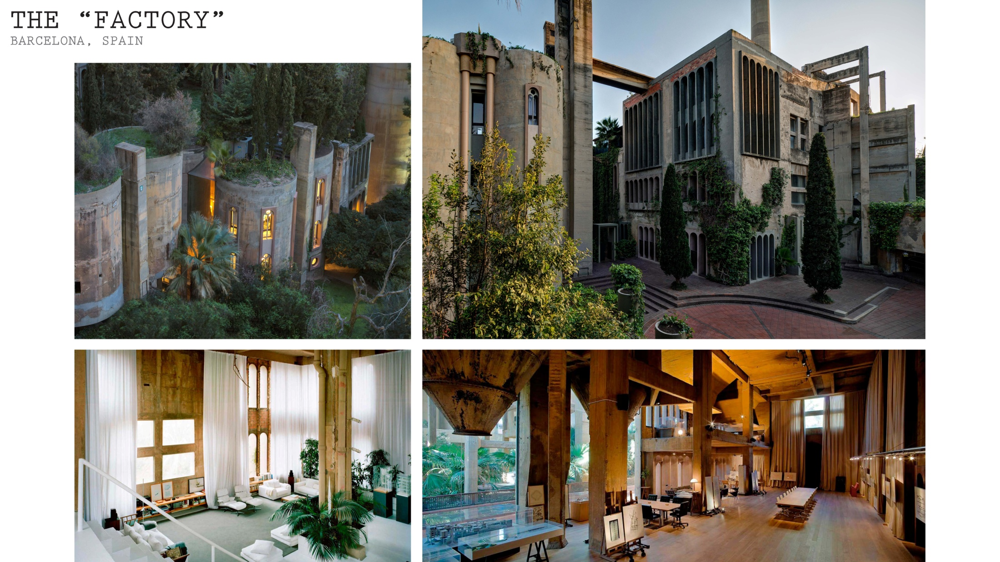 THE “FACTORY”
BARCELONA, SPAIN